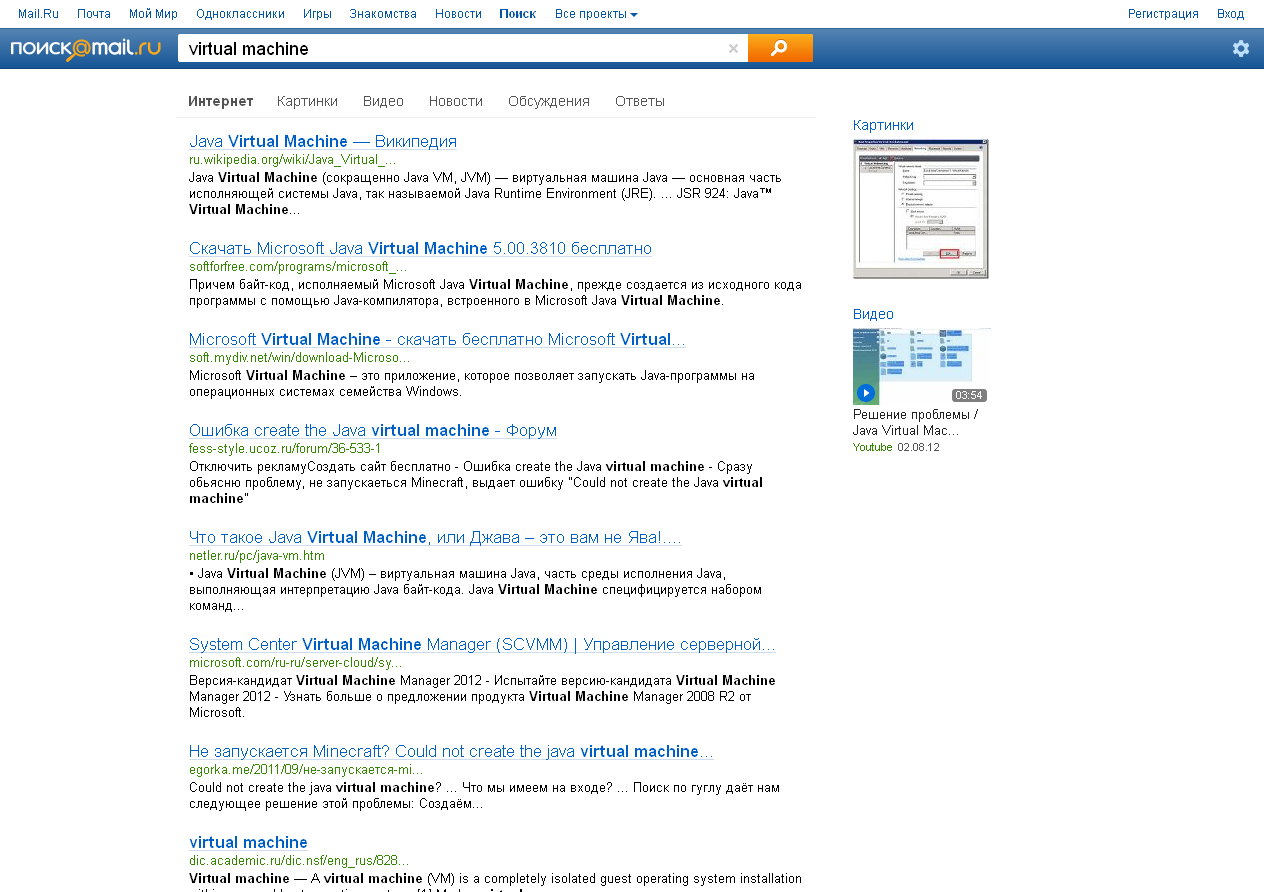 Mail.Ru Почта Мой Мир Одноклассники Игры Знакомства Новости Поиск Все проекты Регистрация Вход
поиск@mail.ru virtual machine
Интернет Картинки Видео Новости Обсуждения Ответы
Java Virtual Machine — Википедия
ru.wikipedia.org/wiki/Java_Virtual_...
Java Virtual Machine (сокращенно Java VM, JVM) — виртуальная машина Java — основная часть
исполняющей системы Java, так называемой Java Runtime Environment (JRE). ... JSR 924: Java™
Virtual Machine...
Скачать Microsoft Java Virtual Machine 5.00.3810 бесплатно
softforfree.com/programs/microsoft_...
Причем байт-код, исполняемый Microsoft Java Virtual Machine, прежде создается из исходного кода
программы с помощью Java-компилятора, встроенного в Microsoft Java Virtual Machine.
Microsoft Virtual Machine - скачать бесплатно Microsoft Virtual...
soft.mydiv.net/win/download-Microso...
Microsoft Virtual Machine – это приложение, которое позволяет запускать Java-программы на
операционных системах семейства Windows.
Ошибка create the Java virtual machine - Форум
fess-style.ucoz.ru/forum/36-533-1
Отключить рекламуСоздать сайт бесплатно - Ошибка create the Java virtual machine - Сразу
обьясню проблему, не запускаеться Minecraft, выдает ошибку "Could not create the Java virtual
machine"
Что такое Java Virtual Machine, или Джава – это вам не Ява!....
netler.ru/pc/java-vm.htm
• Java Virtual Machine (JVM) – виртуальная машина Java, часть среды исполнения Java,
выполняющая интерпретацию Java байт-кода. Java Virtual Machine специфицируется набором
команд...
System Center Virtual Machine Manager (SCVMM) | Управление серверной...
microsoft.com/ru-ru/server-cloud/sy...
Версия-кандидат Virtual Machine Manager 2012 - Испытайте версию-кандидата Virtual Machine
Manager 2012 - Узнать больше о предложении продукта Virtual Machine Manager 2008 R2 от
Microsoft.
Не запускается Minecraft? Could not create the java virtual machine...
egorka.me/2011/09/не-запускается-mi...
Could not create the java virtual machine? ... Что мы имеем на входе? ... Поиск по гуглу даёт нам
следующее решение этой проблемы: Создаём...
virtual machine
dic.academic.ru/dic.nsf/eng_rus/828...
Virtual machine — A virtual machine (VM) is a completely isolated guest operating system installation
Картинки
Видео
03:54
Решение проблемы /
Java Virtual Mac...
Youtube 02.08.12